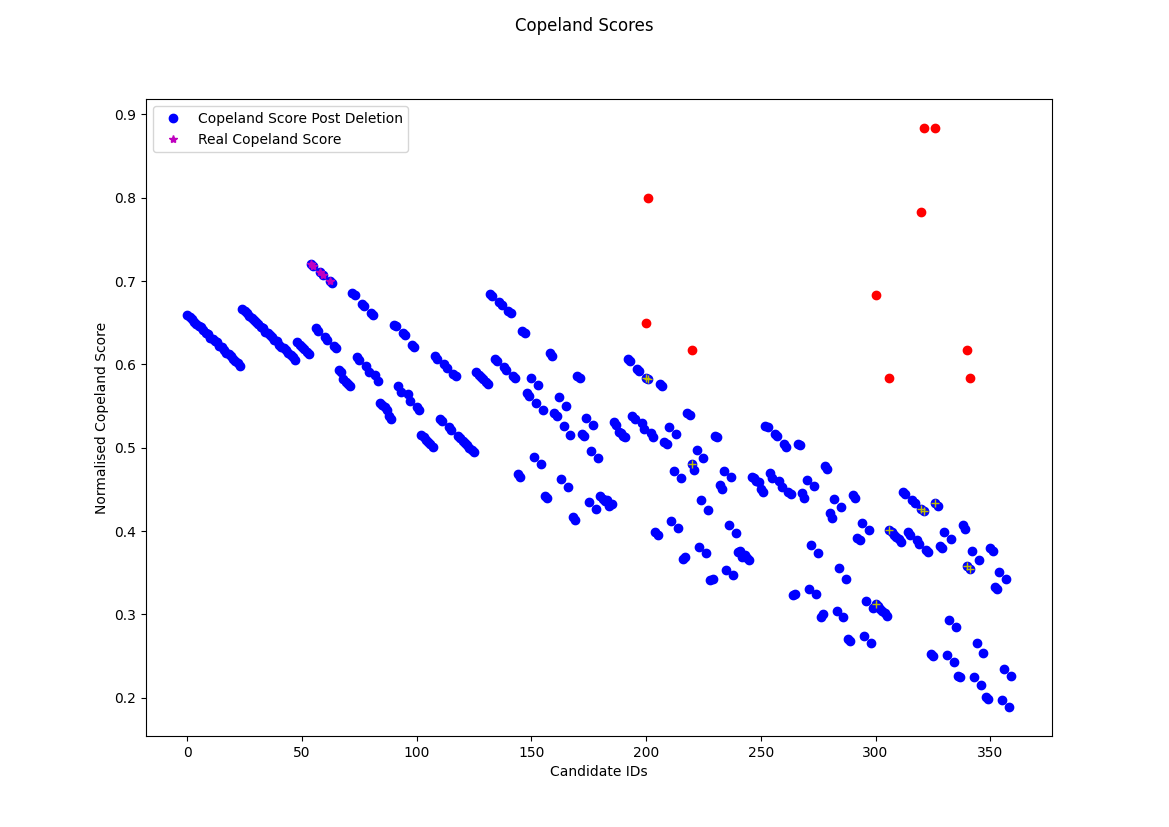 Copeland Scores
Copeland Score Post Deletion
Real Copeland Score
Normalised Copeland Score
0.9
0.8
0.7
0.6
0.5
0.4
0.3
0.2
0 50 100 150 200 250 300 350
Candidate IDs